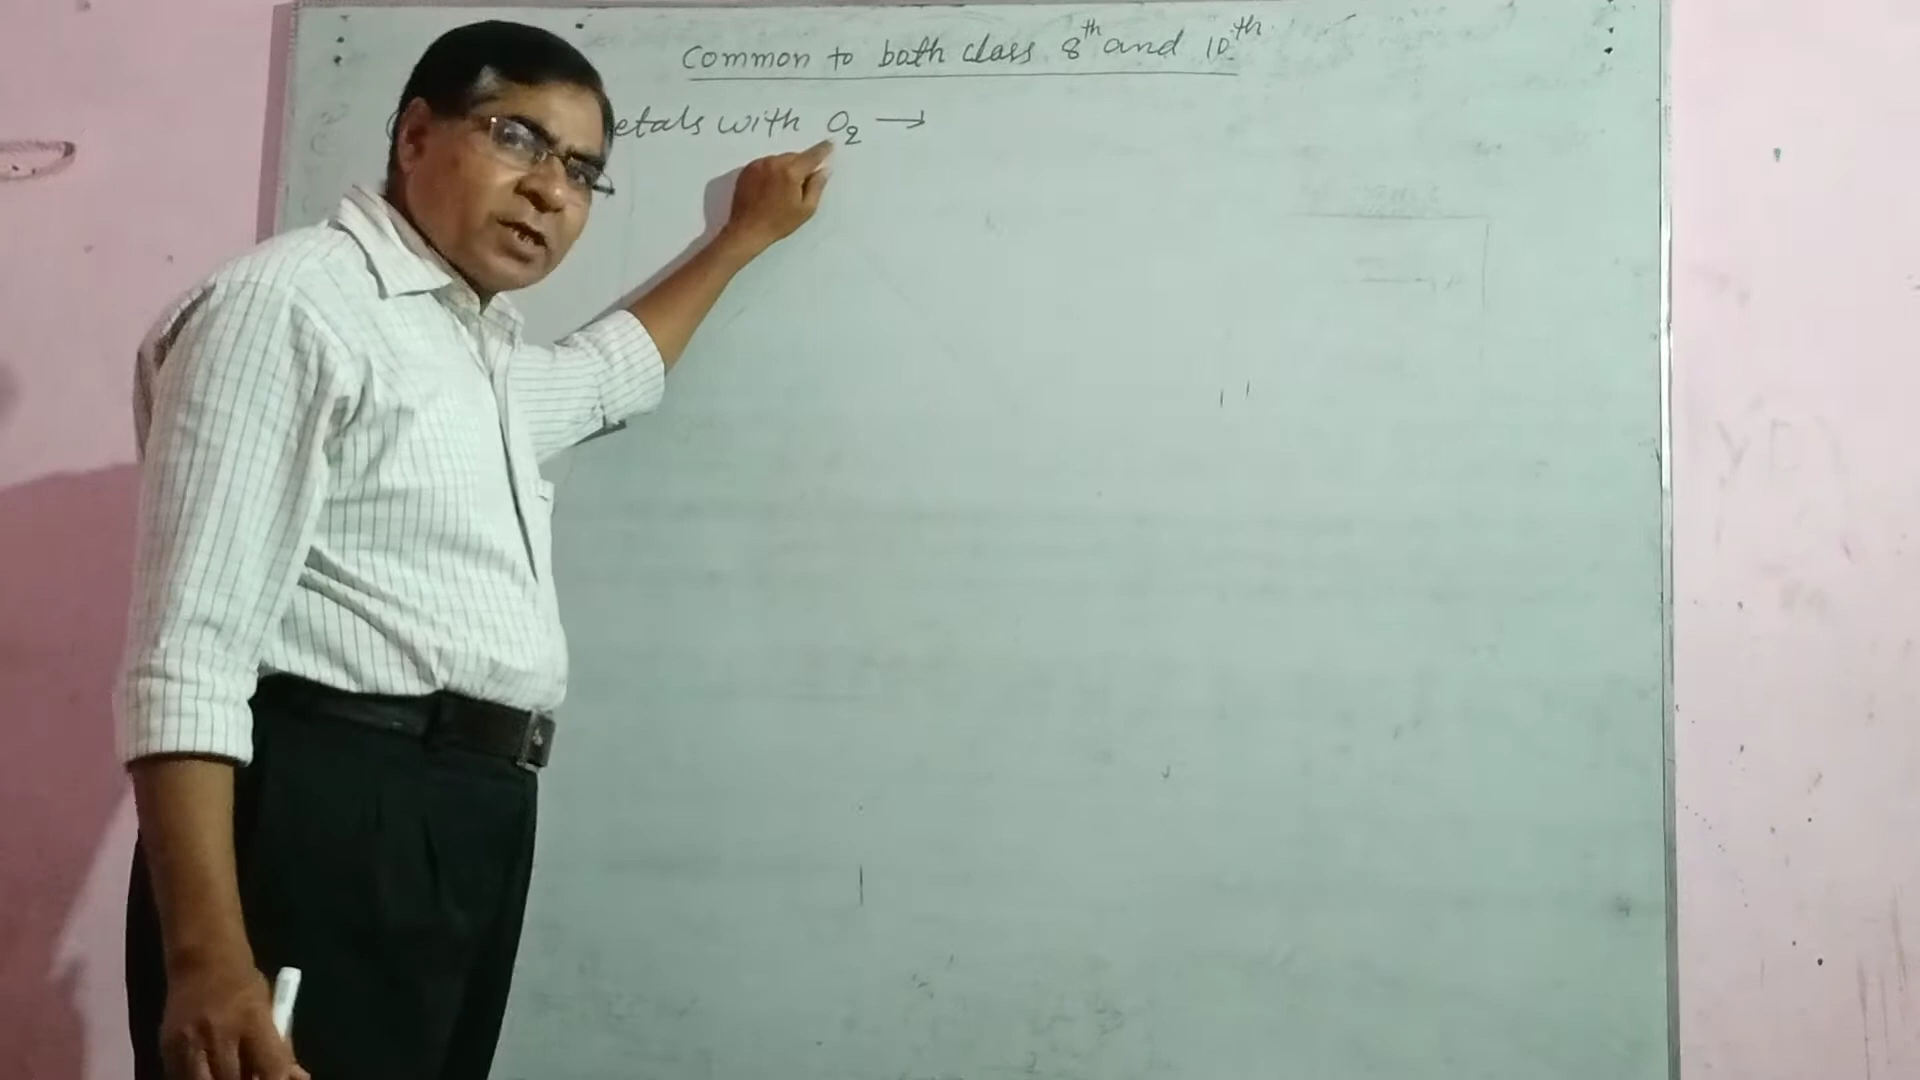 Common to both class 8th and 10th
etals with O2 →